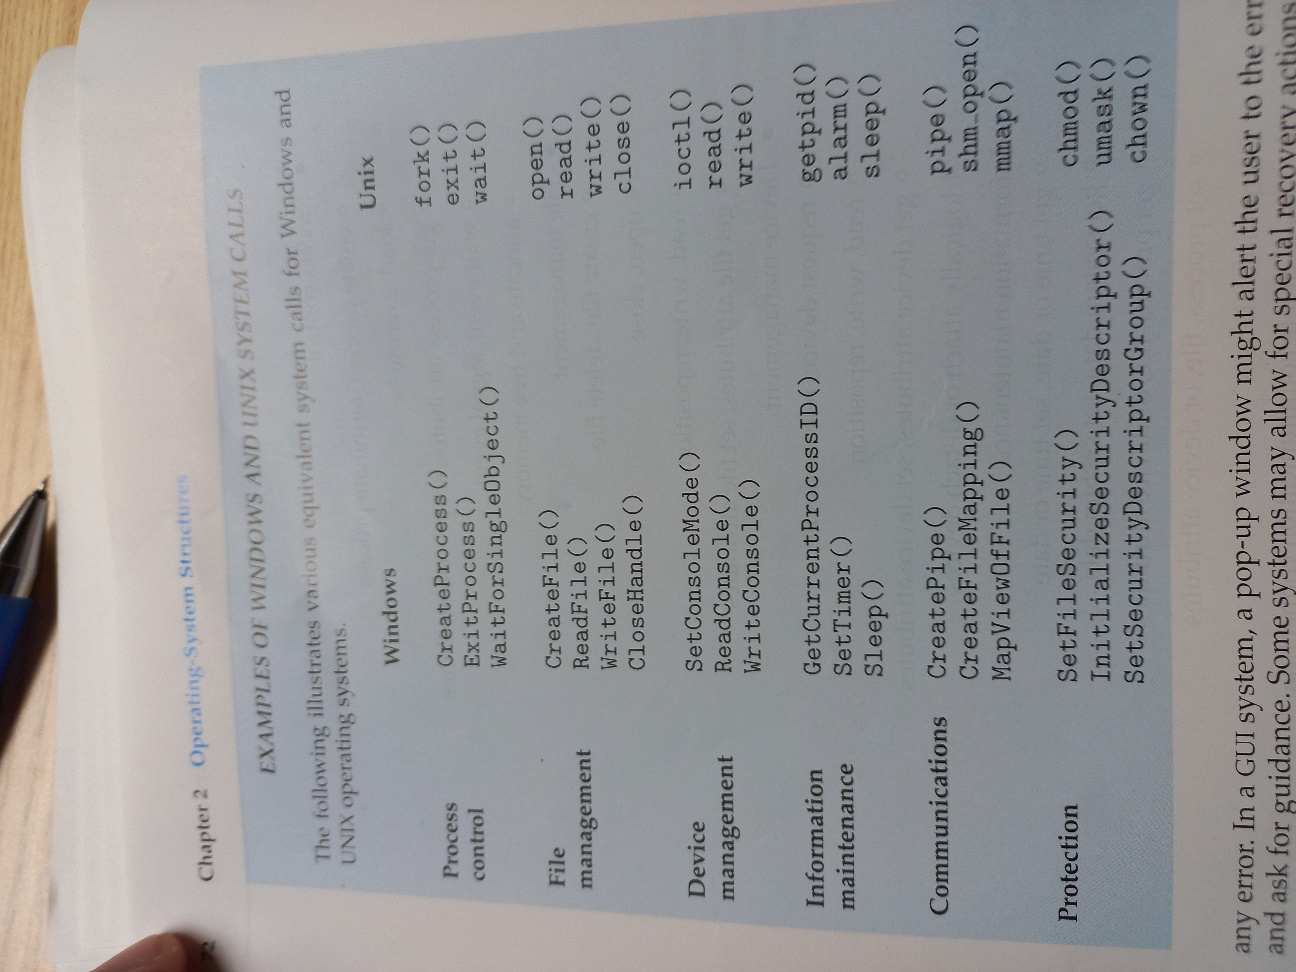 72 Chapter 2 Operating-System Structures
EXAMPLES OF WINDOWS AND UNIX SYSTEM CALLS
The following illustrates various equivalent system calls for Windows and
UNIX operating systems.
Windows Unix
Process CreateProcess() fork()
control ExitProcess() exit()
WaitForSingleObject() wait()
File CreateFile() open()
management ReadFile() read()
WriteFile() write()
CloseHandle() close()
Device SetConsoleMode() ioctl()
management ReadConsole() read()
WriteConsole() write()
Information GetCurrentProcessID() getpid()
maintenance SetTimer() alarm()
Sleep() sleep()
Communications CreatePipe() pipe()
CreateFileMapping() shm_open()
MapViewOfFile() mmap()
Protection SetFileSecurity() chmod()
InitlializeSecurityDescriptor() umask()
SetSecurityDescriptorGroup() chown()
any error. In a GUI system, a pop-up window might alert the user to the err
and ask for guidance. Some systems may allow for special recovery actions